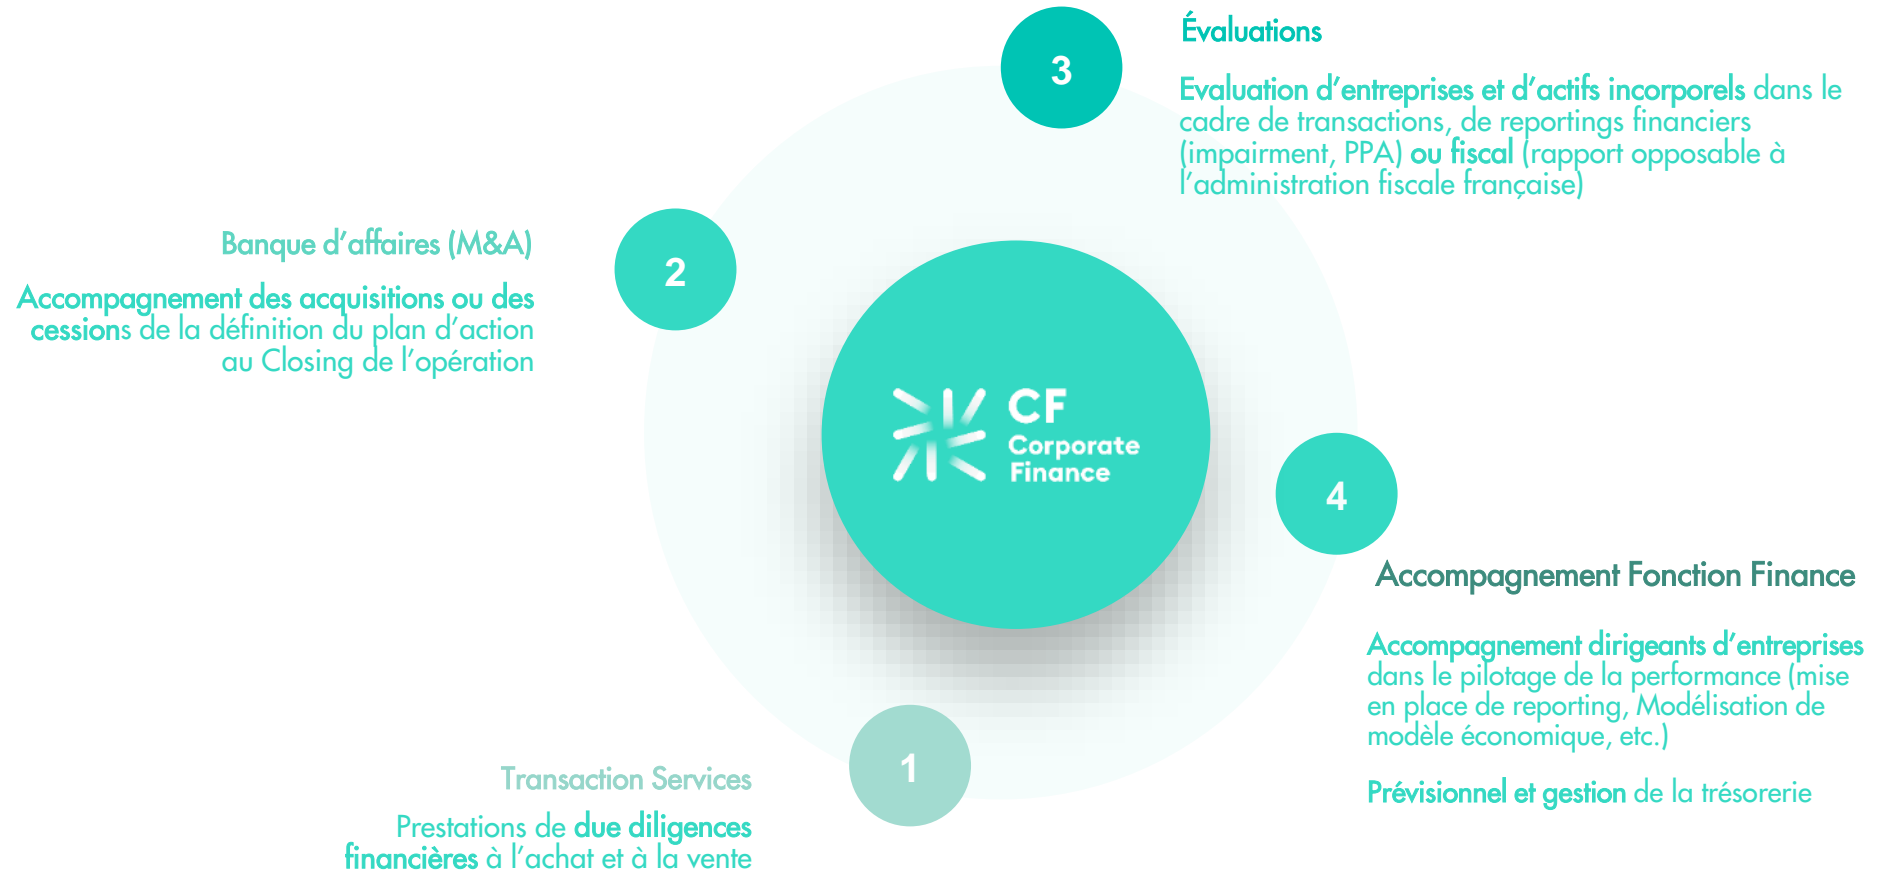 3
Évaluations
Evaluation d’entreprises et d’actifs incorporels dans le
cadre de transactions, de reportings financiers
(impairment, PPA) ou fiscal (rapport opposable à
l’administration fiscale française)
2
Banque d’affaires (M&A)
Accompagnement des acquisitions ou des
cessions de la définition du plan d’action
au Closing de l’opération
CF
Corporate
Finance
4
Accompagnement Fonction Finance
Accompagnement dirigeants d’entreprises
dans le pilotage de la performance (mise
en place de reporting, Modélisation de
modèle économique, etc.)
Prévisionnel et gestion de la trésorerie
1
Transaction Services
Prestations de due diligences
financières à l’achat et à la vente